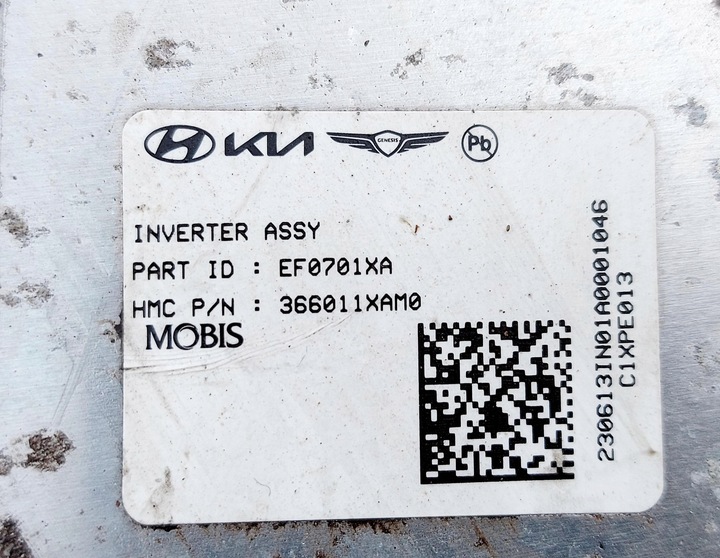 KIA GENESIS Pb
INVERTER ASSY
PART ID : EF0701XA
HMC P/N : 366011XAM0
MOBIS
230613IN01A0001046
C1XPE013